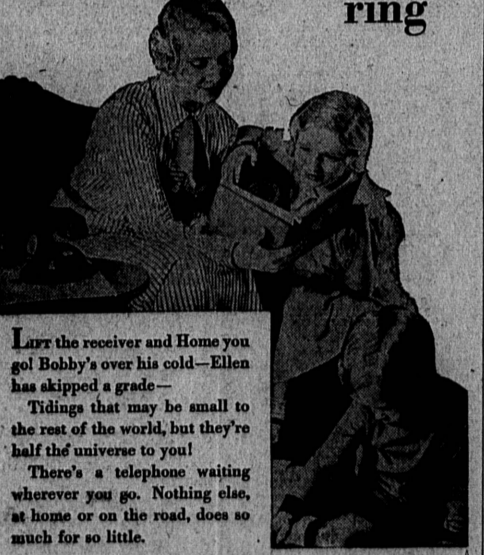 ring
LIFT the receiver and Home you
go! Bobby's over his cold—Ellen
has skipped a grade—
Tidings that may be small to
the rest of the world, but they're
half the universe to you!
There's a telephone waiting
wherever you go. Nothing else,
at home or on the road, does so
much for so little.